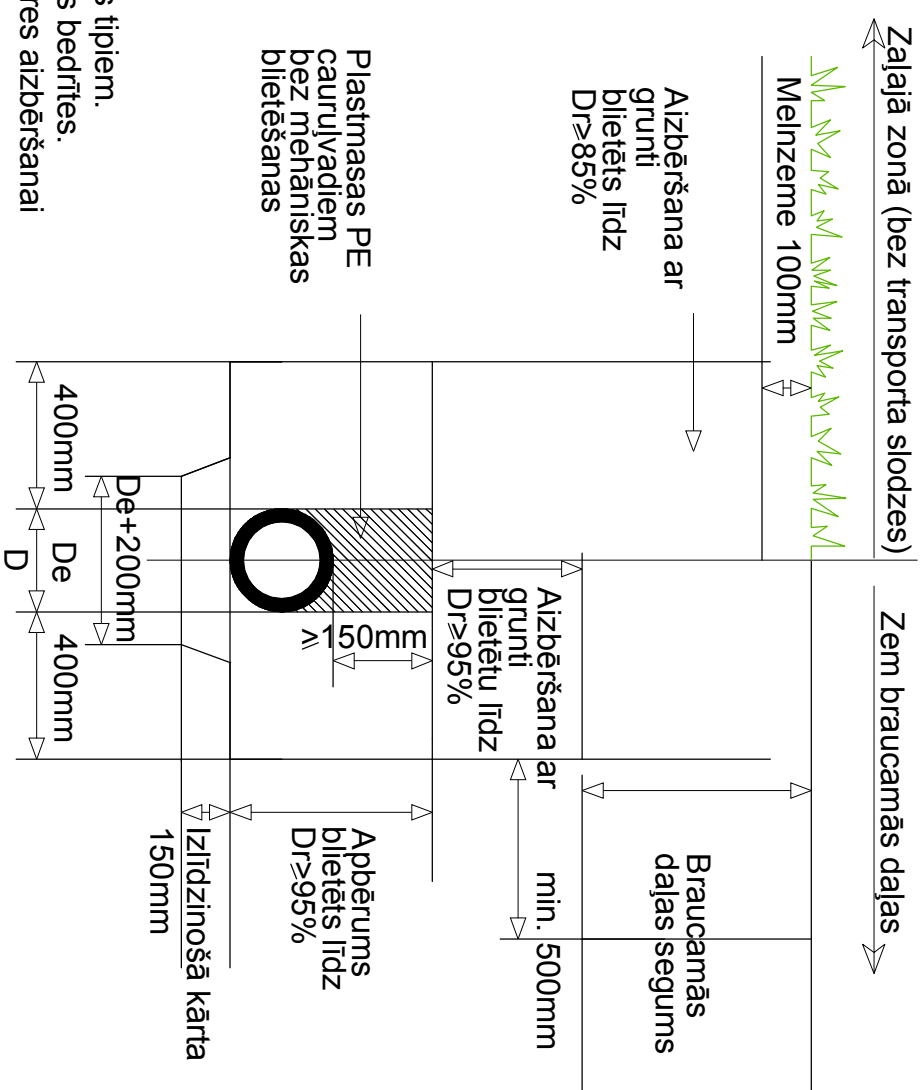 Zaļajā zonā (bez transporta slodzes)
Zem braucamās daļas
Melnzeme 100mm
Aizbēršana ar
grunti
blietēts līdz
Dr≥85%
Braucamās
daļas segums
min. 500mm
Aizbēršana ar
grunti
blietētu līdz
Dr≥95%
Plastmasas PE
cauruļvadiem
bez mehāniskas
blietēšanas
≥150mm
Apbērums
blietēts līdz
Dr≥95%
Izlīdzinošā kārta
150mm
De+200mm
400mm
De
400mm
D
s tipiem.
s bedrītes.
res aizbēršanai